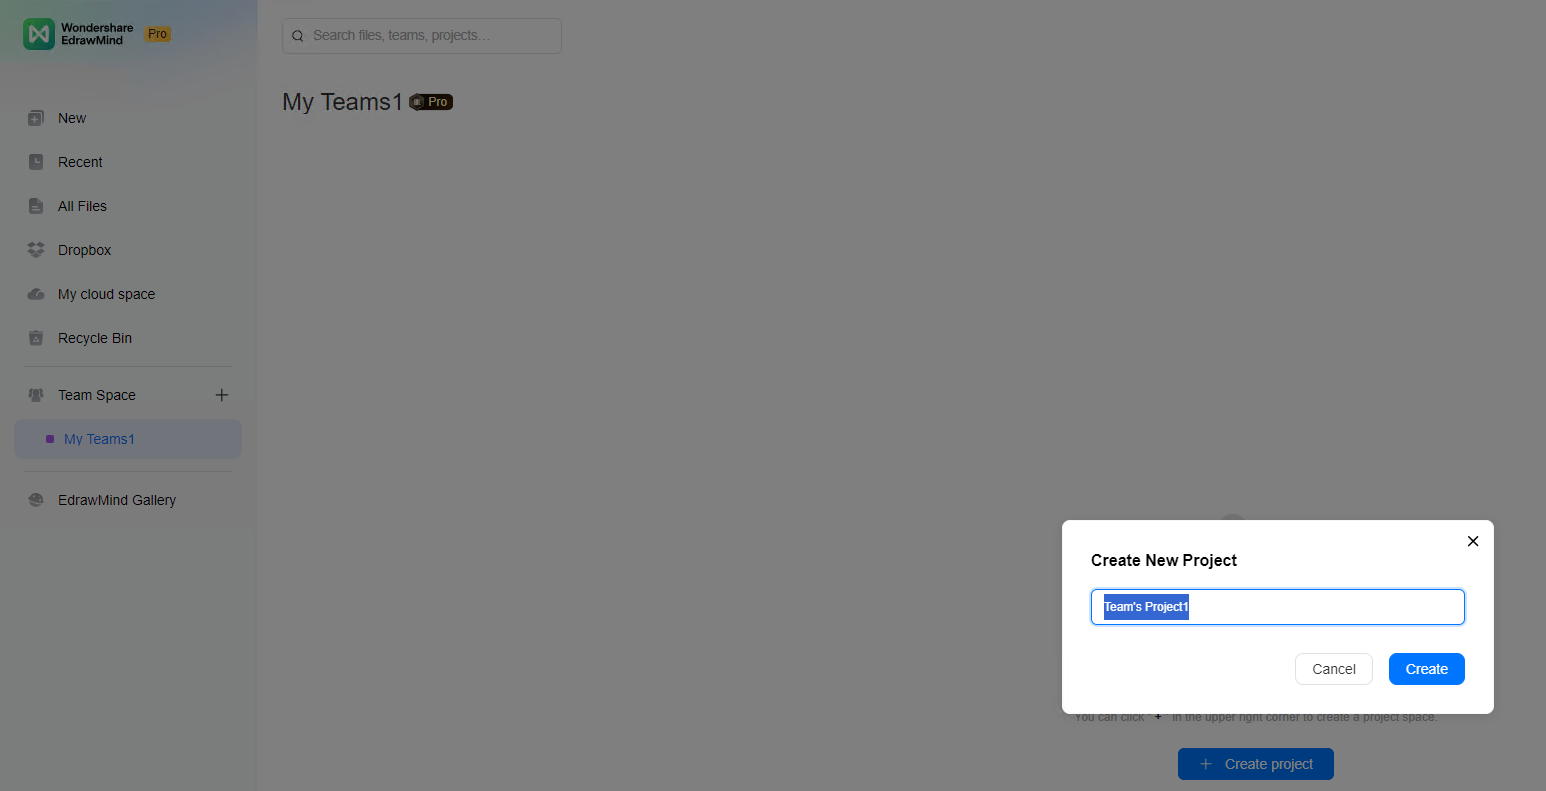 Wondershare
EdrawMind
Pro
Search files, teams, projects...
My Teams1 Pro
New
Recent
All Files
Dropbox
My cloud space
Recycle Bin
Team Space
My Teams1
EdrawMind Gallery
Create New Project
Team's Project1
Cancel
Create
You can click " + " in the upper right corner to create a project space.
Create project